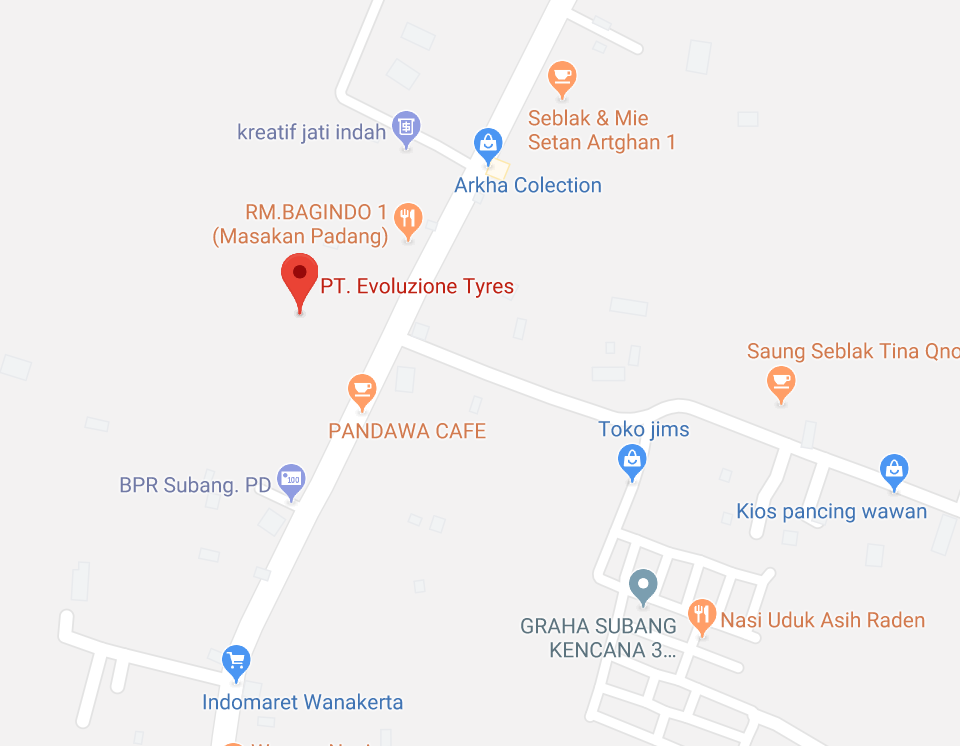 Seblak & Mie
Setan Artghan 1
kreatif jati indah
Arkha Colection
RM.BAGINDO 1
(Masakan Padang)
PT. Evoluzione Tyres
Saung Seblak Tina Qno
PANDAWA CAFE
Toko jims
BPR Subang. PD
100
Kios pancing wawan
GRAHA SUBANG
KENCANA 3...
Nasi Uduk Asih Raden
Indomaret Wanakerta